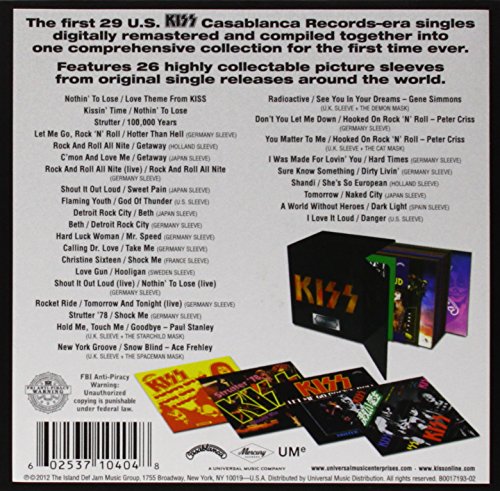 The first 29 U.S. KISS Casablanca Records-era singles
digitally remastered and compiled together into
one comprehensive collection for the first time ever.
Features 26 highly collectable picture sleeves
from original single releases around the world.
Nothin' To Lose / Love Theme From KISS
Kissin' Time / Nothin' To Lose
Strutter / 100,000 Years
Let Me Go, Rock 'N' Roll / Hotter Than Hell (GERMANY SLEEVE)
Rock And Roll All Nite / Getaway (HOLLAND SLEEVE)
C'mon And Love Me / Getaway (JAPAN SLEEVE)
Rock And Roll All Nite (live) / Rock And Roll All Nite
(GERMANY SLEEVE)
Shout It Out Loud / Sweet Pain (JAPAN SLEEVE)
Flaming Youth / God Of Thunder (U.S. SLEEVE)
Detroit Rock City / Beth (JAPAN SLEEVE)
Beth / Detroit Rock City (GERMANY SLEEVE)
Hard Luck Woman / Mr. Speed (GERMANY SLEEVE)
Calling Dr. Love / Take Me (GERMANY SLEEVE)
Christine Sixteen / Shock Me (FRANCE SLEEVE)
Love Gun / Hooligan (SWEDEN SLEEVE)
Shout It Out Loud (live) / Nothin' To Lose (live)
(GERMANY SLEEVE)
Rocket Ride / Tomorrow And Tonight (live) (GERMANY SLEEVE)
Strutter '78 / Shock Me (GERMANY SLEEVE)
Hold Me, Touch Me / Goodbye – Paul Stanley
(U.K. SLEEVE + THE STARCHILD MASK)
New York Groove / Snow Blind – Ace Frehley
(U.K. SLEEVE + THE SPACEMAN MASK)
Radioactive / See You in Your Dreams – Gene Simmons
(U.K. SLEEVE + THE DEMON MASK)
Don't You Let Me Down / Hooked On Rock 'N' Roll – Peter Criss
(GERMANY SLEEVE)
You Matter To Me / Hooked On Rock 'N' Roll – Peter Criss
(U.K. SLEEVE + THE CAT MASK)
I Was Made For Lovin' You / Hard Times (GERMANY SLEEVE)
Sure Know Something / Dirty Livin' (GERMANY SLEEVE)
Shandi / She's So European (HOLLAND SLEEVE)
Tomorrow / Naked City (JAPAN SLEEVE)
A World Without Heroes / Dark Light (SPAIN SLEEVE)
I Love It Loud / Danger (U.S. SLEEVE)
KISS
KISS
FBI ANTI-PIRACY
WARNING
FBI Anti-Piracy
Warning:
Unauthorized
copying is punishable
under federal law.
6 02537 10404 8
Casablanca
Mercury
RECORDS
UMe
A UNIVERSAL MUSIC COMPANY
www.universalmusicenterprises.com www.kissonline.com
℗©2012 The Island Def Jam Music Group, 1755 Broadway, New York, NY 10019. Distributed by Universal Music Distribution. All rights reserved. B0017193-02